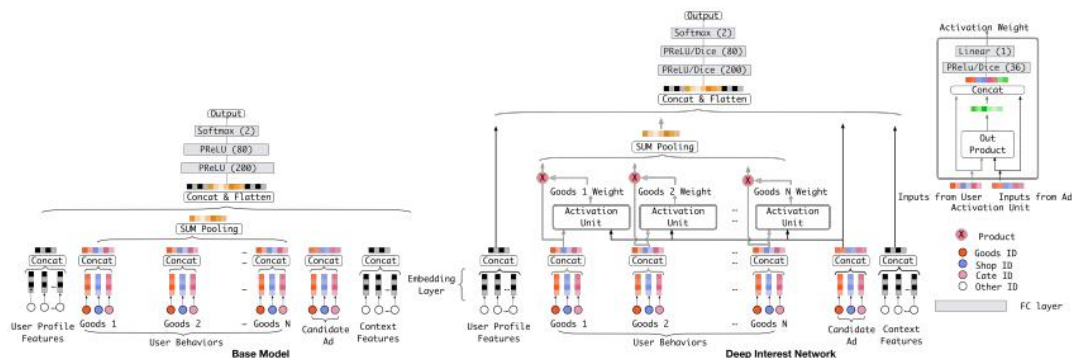 Output
Softmax (2)
PReLU (80)
PReLU (200)
Concat & Flatten
SUM Pooling
Concat
Concat
Concat
Concat
Concat
Concat
User Profile
Features
Goods 1
Goods 2
Goods N
Candidate
Ad
Context
Features
User Behaviors
Base Model
Output
Softmax (2)
PReLU/Dice (80)
PReLU/Dice (200)
Concat & Flatten
SUM Pooling
Goods 1 Weight
Goods 2 Weight
Goods N Weight
Activation
Unit
Activation
Unit
Activation
Unit
Embedding
Layer
Concat
Concat
Concat
Concat
Concat
Concat
User Profile
Features
Goods 1
Goods 2
Goods N
Candidate
Ad
Context
Features
User Behaviors
Deep Interest Network
Activation Weight
Linear (1)
PRelu/Dice (36)
Concat
Out
Product
Inputs from User
Inputs from Ad
Activation Unit
X Product
Goods ID
Shop ID
Cate ID
Other ID
FC layer